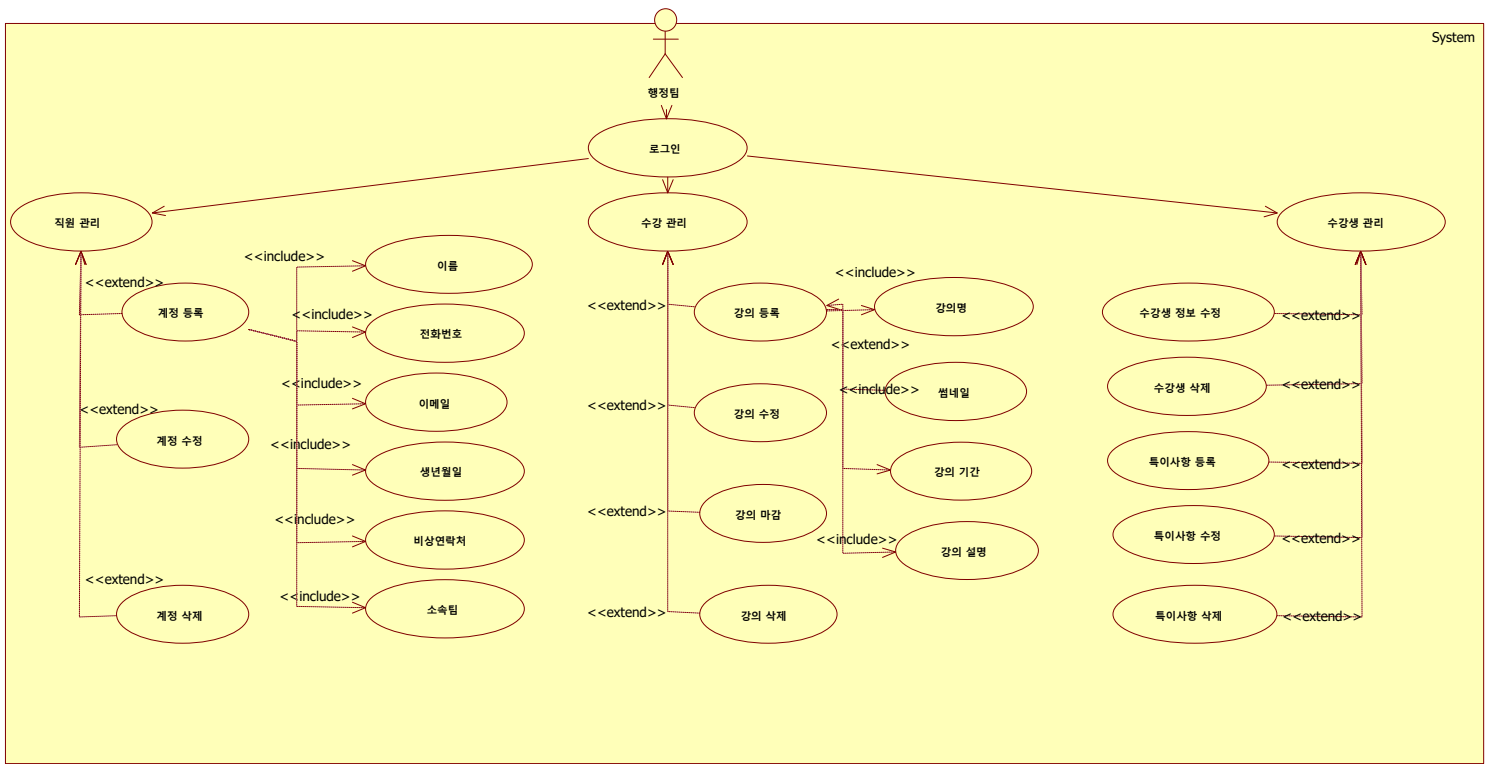 System
행정팀
로그인
직원 관리
수강 관리
수강생 관리
<<extend>>
계정 등록
<<extend>>
계정 수정
<<extend>>
계정 삭제
<<include>>
이름
<<include>>
전화번호
<<include>>
이메일
<<include>>
생년월일
<<include>>
비상연락처
<<include>>
소속팀
<<extend>>
강의 등록
<<extend>>
강의 수정
<<extend>>
강의 마감
<<extend>>
강의 삭제
<<include>>
강의명
<<extend>>
썸네일
<<include>>
강의 기간
<<include>>
강의 설명
수강생 정보 수정
<<extend>>
수강생 삭제
<<extend>>
특이사항 등록
<<extend>>
특이사항 수정
<<extend>>
특이사항 삭제
<<extend>>